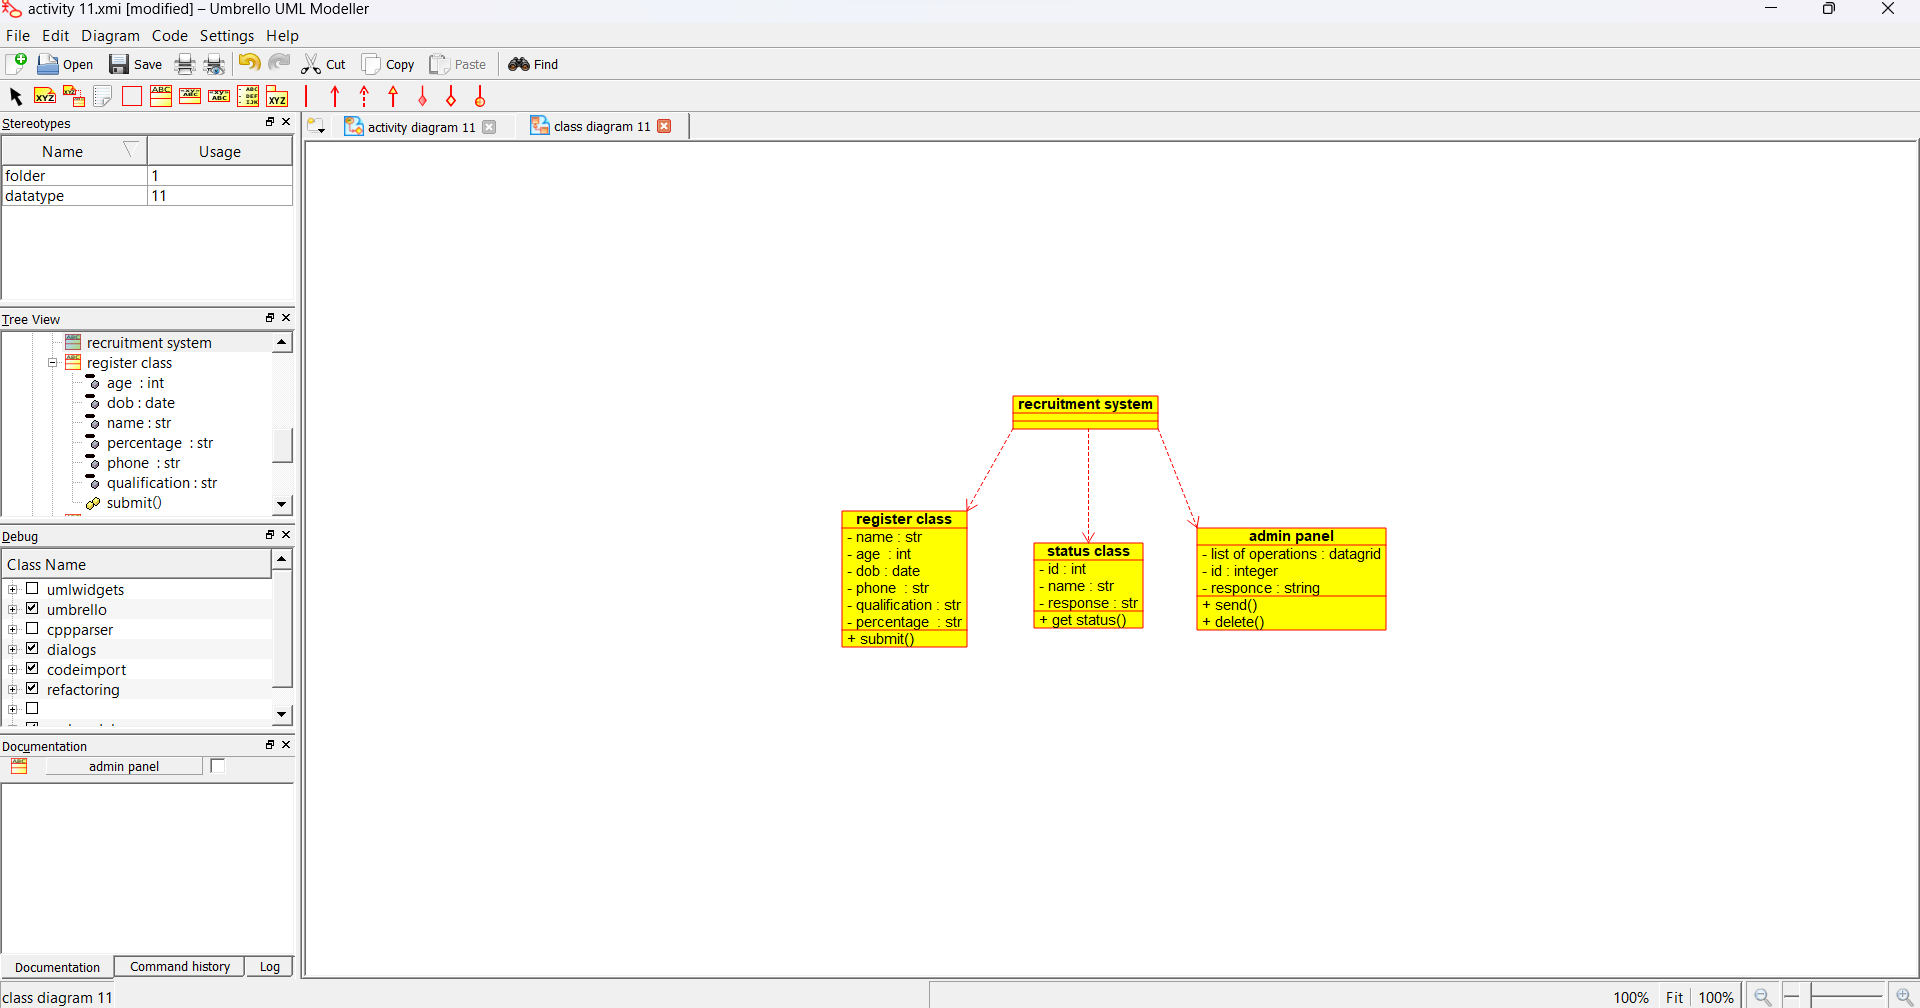 activity 11.xmi [modified] – Umbrello UML Modeller
File Edit Diagram Code Settings Help
Open Save Cut Copy Paste Find
Stereotypes
Name Usage
folder 1
datatype 11
Tree View
recruitment system
register class
age : int
dob : date
name : str
percentage : str
phone : str
qualification : str
submit()
Debug
Class Name
umlwidgets
umbrello
cppparser
dialogs
codeimport
refactoring
Documentation
admin panel
Documentation Command history Log
class diagram 11
activity diagram 11 class diagram 11
recruitment system
register class
- name : str
- age : int
- dob : date
- phone : str
- qualification : str
- percentage : str
+ submit()
status class
- id : int
- name : str
- response : str
+ get status()
admin panel
- list of operations : datagrid
- id : integer
- responce : string
+ send()
+ delete()
100% Fit 100%